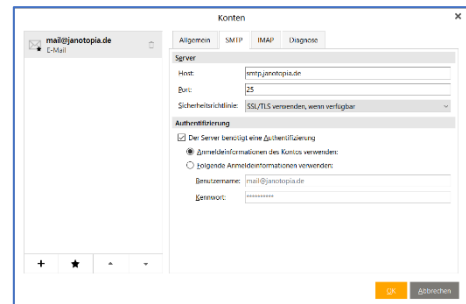 Konten
mail@janotopia.de
E-Mail
Allgemein SMTP IMAP Diagnose
Server
Host: smtp.janotopia.de
Port: 25
Sicherheitsrichtlinie: SSL/TLS verwenden, wenn verfügbar
Authentifizierung
Der Server benötigt eine Authentifizierung
Anmeldeinformationen des Kontos verwenden:
Folgende Anmeldeinformationen verwenden:
Benutzername: mail@janotopia.de
Kennwort: **********
OK Abbrechen